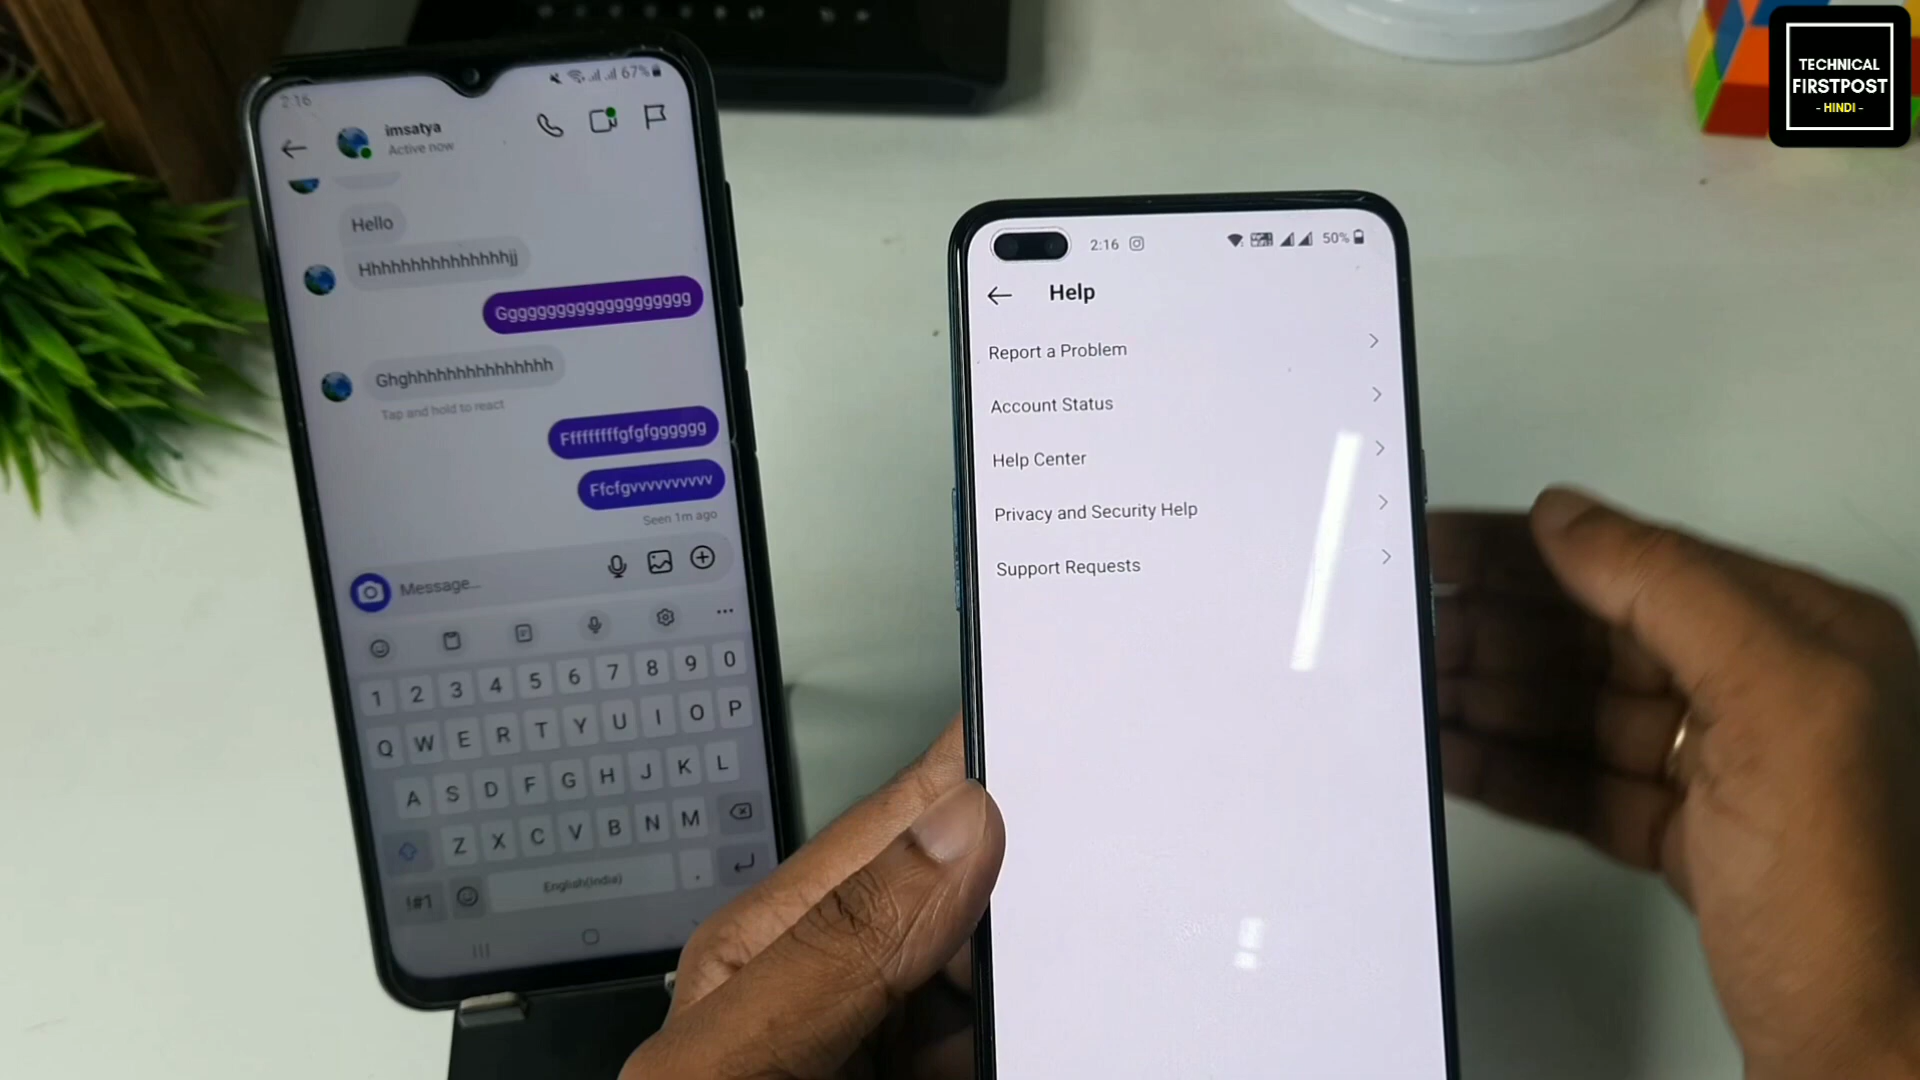 2:16
67%
imsatya
Active now
Hello
Hhhhhhhhhhhhhhhjj
Ggggggggggggggggggg
Ghghhhhhhhhhhhhhhh
Tap and hold to react
Fffffffffgfgfgggggg
Ffcfgvvvvvvvvvv
Seen 1m ago
Message...
1 2 3 4 5 6 7 8 9 0
Q W E R T Y U I O P
A S D F G H J K L
Z X C V B N M
!#1
English(India)
.
2:16
50%
Help
Report a Problem
Account Status
Help Center
Privacy and Security Help
Support Requests
TECHNICAL
FIRSTPOST
- HINDI -